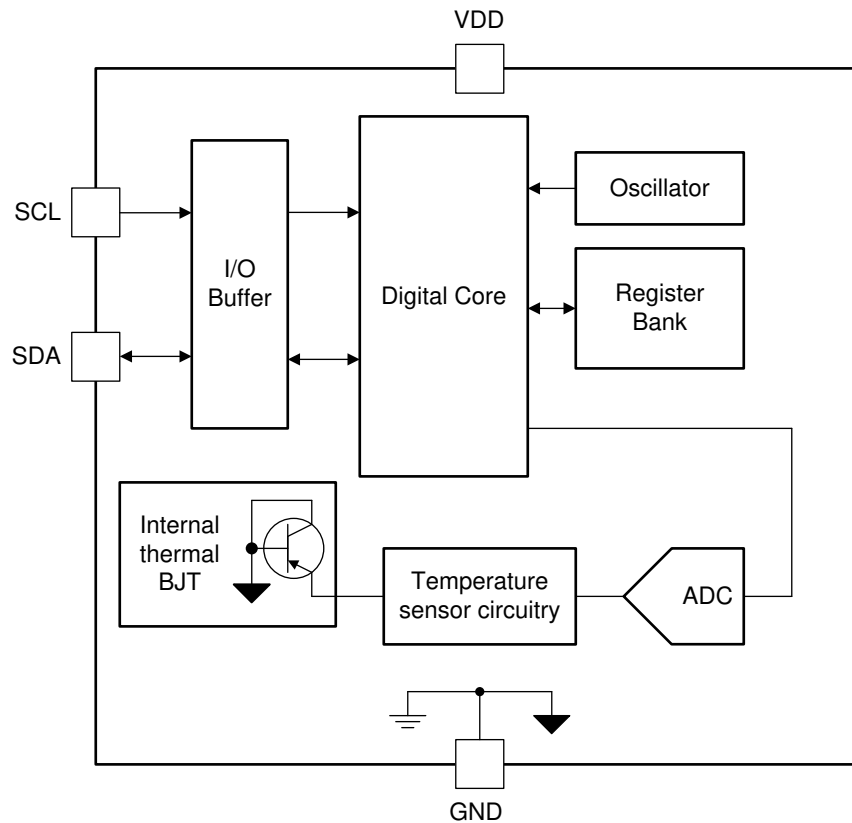 VDD
SCL
I/O
Buffer
Digital Core
Oscillator
Register
Bank
SDA
Internal
thermal
BJT
Temperature
sensor circuitry
ADC
GND